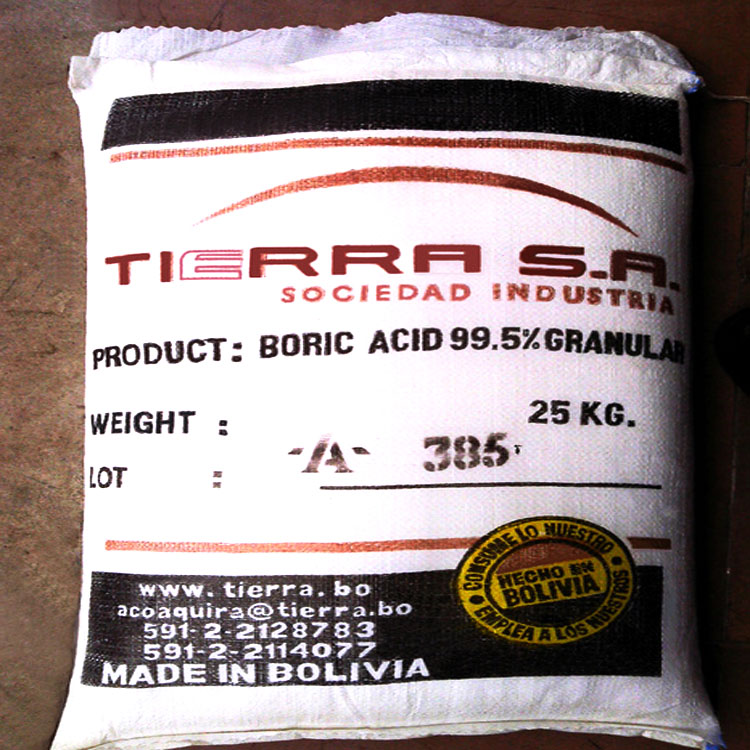 TIERRA S.A.
SOCIEDAD INDUSTRIA
PRODUCT: BORIC ACID 99.5% GRANULAR
WEIGHT : 25 KG.
LOT : -A- 385T
CONSUME LO NUESTRO
HECHO EN
BOLIVIA
EMPLEA A LOS NUESTROS
www.tierra.bo
acoaquira@tierra.bo
591-2-2128783
591-2-2114077
MADE IN BOLIVIA